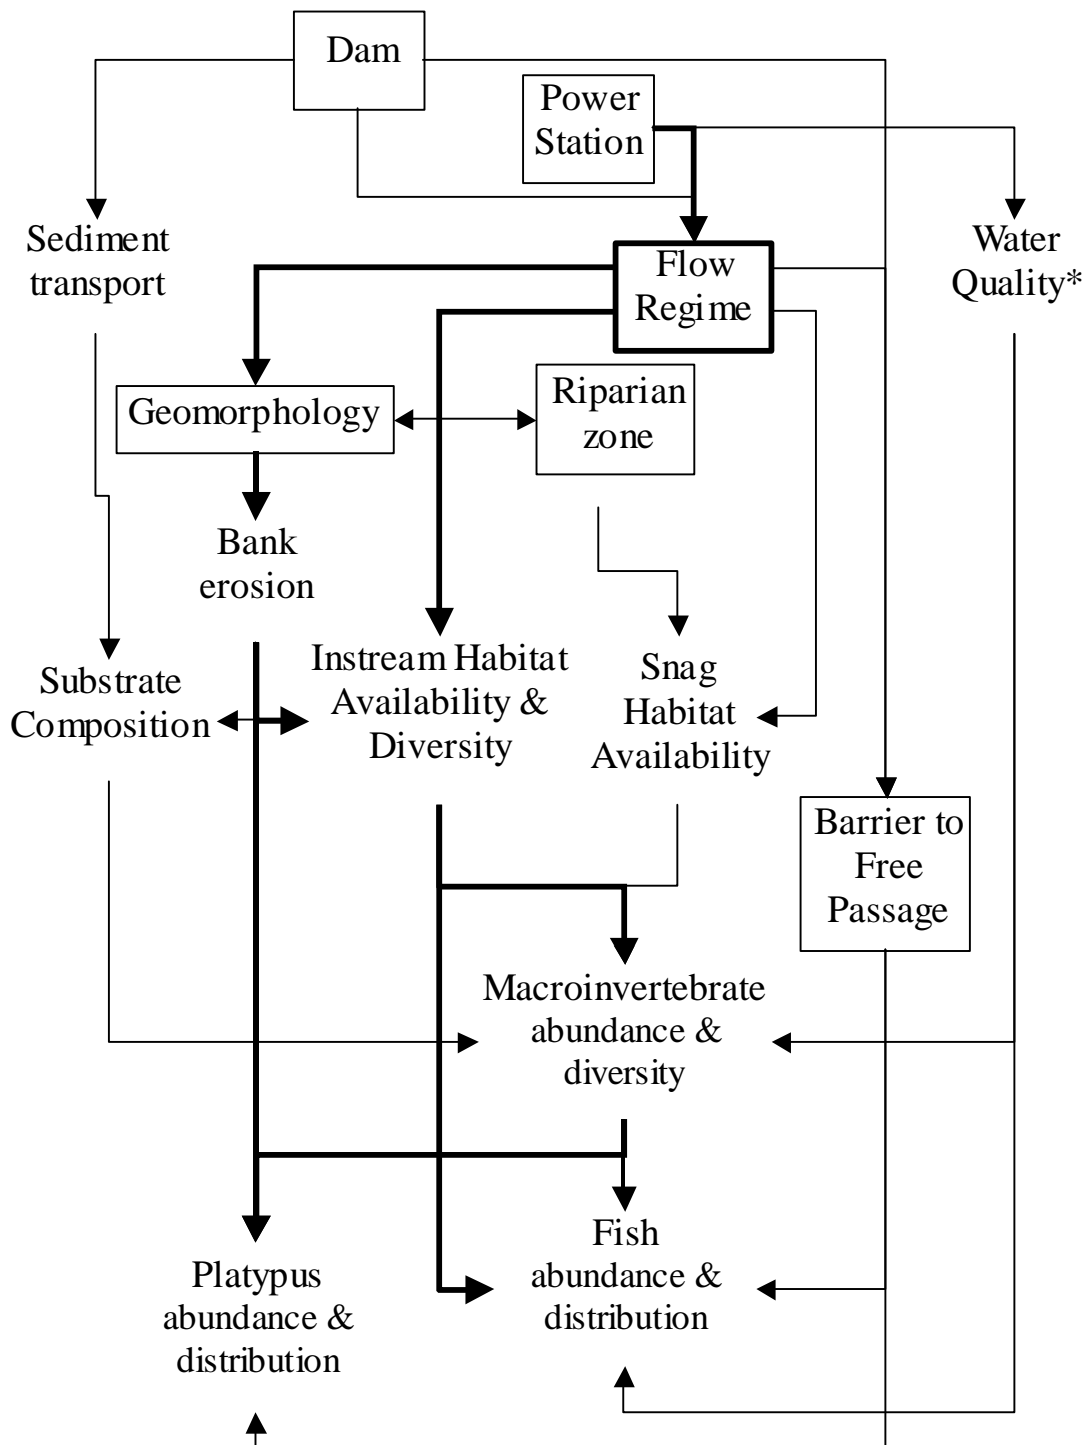 Dam
Power
Station
Sediment
transport
Water
Quality*
Flow
Regime
Geomorphology
Riparian
zone
Bank
erosion
Substrate
Composition
Instream Habitat
Availability &
Diversity
Snag
Habitat
Availability
Barrier to
Free
Passage
Macroinvertebrate
abundance &
diversity
Fish
abundance &
distribution
Platypus
abundance &
distribution